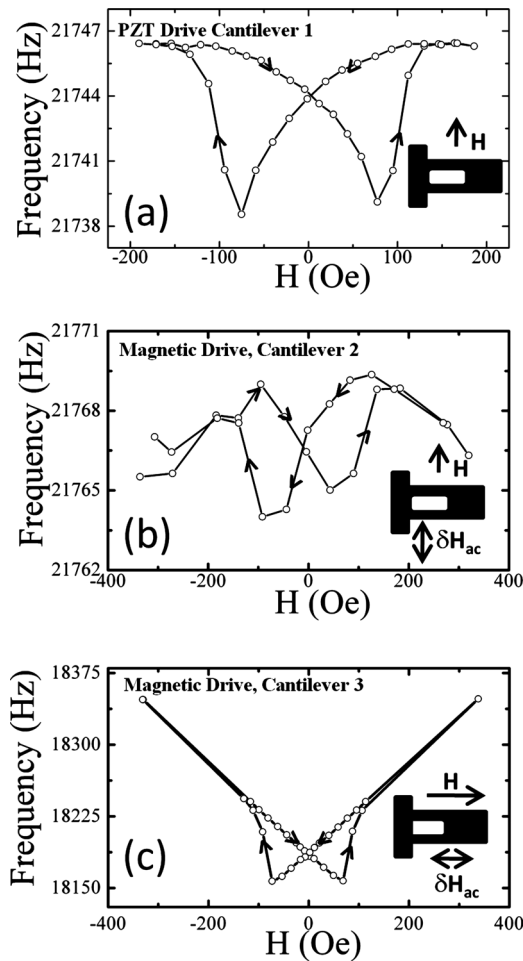 PZT Drive Cantilever 1
21747
21744
21741
21738
Frequency (Hz)
(a)
H
-200 -100 0 100 200
H (Oe)
Magnetic Drive, Cantilever 2
21771
21768
21765
21762
Frequency (Hz)
(b)
H
δHac
-400 -200 0 200 400
H (Oe)
Magnetic Drive, Cantilever 3
18375
18300
18225
18150
Frequency (Hz)
(c)
H
δHac
-400 -200 0 200 400
H (Oe)